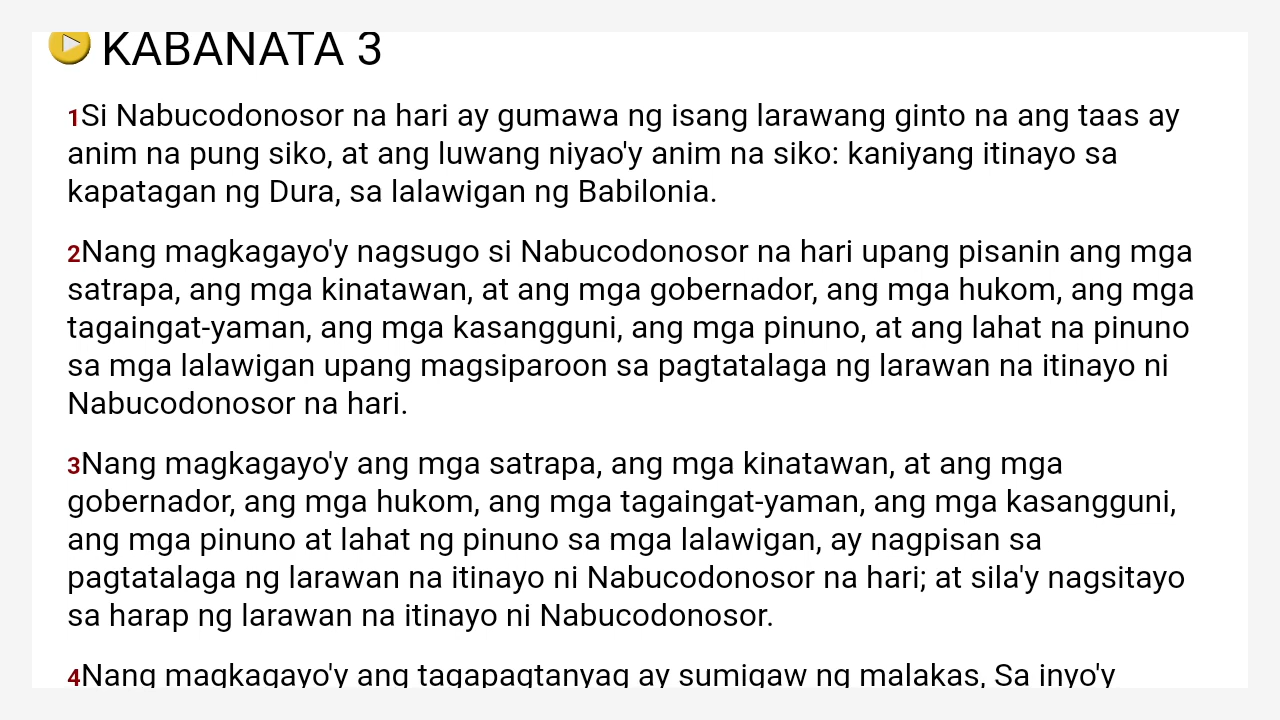 KABANATA 3
1Si Nabucodonosor na hari ay gumawa ng isang larawang ginto na ang taas ay
anim na pung siko, at ang luwang niyao'y anim na siko: kaniyang itinayo sa
kapatagan ng Dura, sa lalawigan ng Babilonia.
2Nang magkagayo'y nagsugo si Nabucodonosor na hari upang pisanin ang mga
satrapa, ang mga kinatawan, at ang mga gobernador, ang mga hukom, ang mga
tagaingat-yaman, ang mga kasangguni, ang mga pinuno, at ang lahat na pinuno
sa mga lalawigan upang magsiparoon sa pagtatalaga ng larawan na itinayo ni
Nabucodonosor na hari.
3Nang magkagayo'y ang mga satrapa, ang mga kinatawan, at ang mga
gobernador, ang mga hukom, ang mga tagaingat-yaman, ang mga kasangguni,
ang mga pinuno at lahat ng pinuno sa mga lalawigan, ay nagpisan sa
pagtatalaga ng larawan na itinayo ni Nabucodonosor na hari; at sila'y nagsitayo
sa harap ng larawan na itinayo ni Nabucodonosor.
4Nang magkagayo'y ang tagapagtanyag ay sumigaw ng malakas, Sa inyo'y